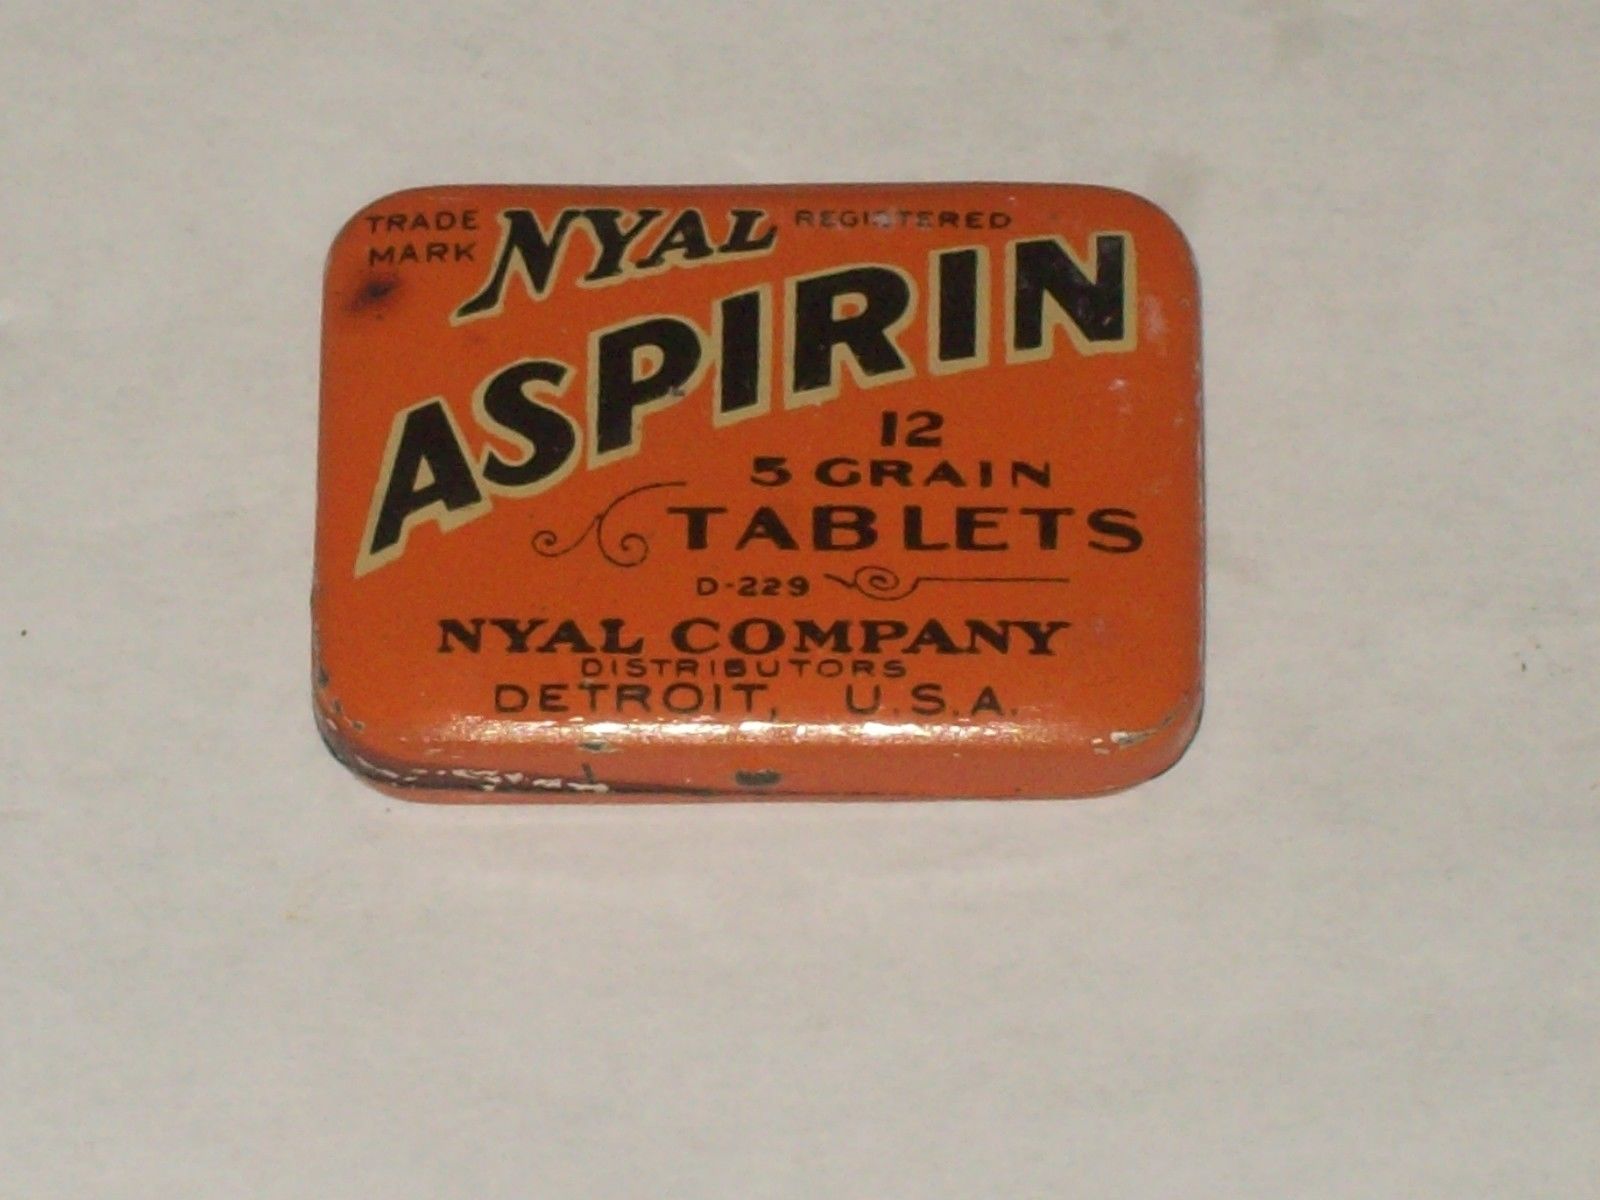 TRADE MARK NYAL REGISTERED
ASPIRIN
12
5 GRAIN
TABLETS
D-229
NYAL COMPANY
DISTRIBUTORS
DETROIT, U.S.A.